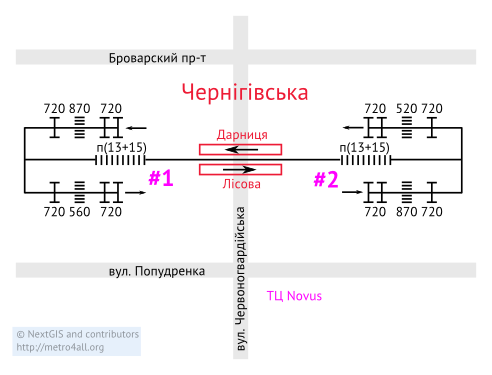 Броварский пр-т
Чернігівська
720 870 720
720 520 720
Дарниця
п(13+15)
п(13+15)
#1
Лісова
#2
720 560 720
720 870 720
вул. Червоногвардійська
вул. Попудренка
ТЦ Novus
© NextGIS and contributors
http://metro4all.org